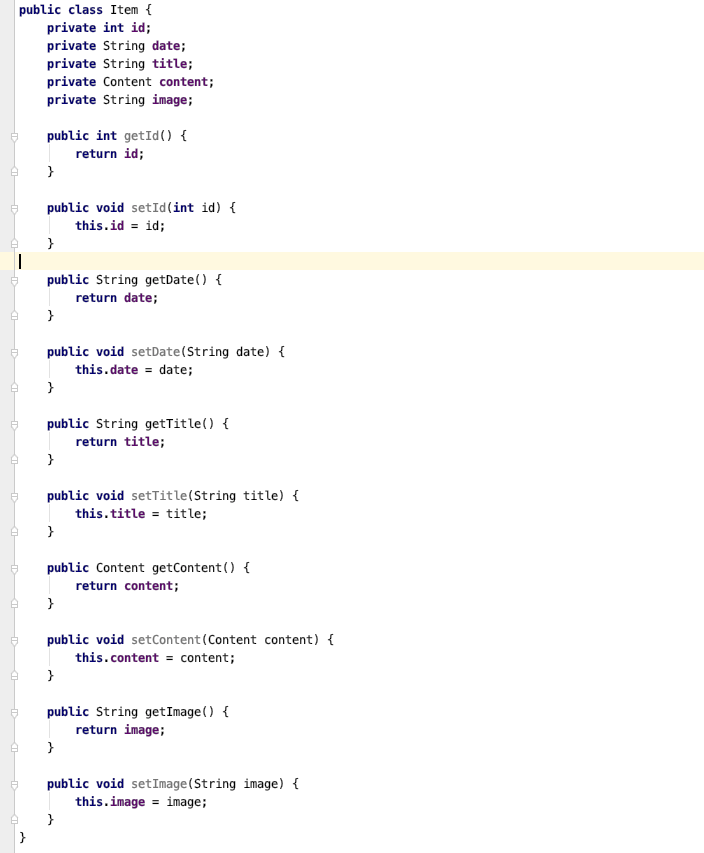 public class Item {
    private int id;
    private String date;
    private String title;
    private Content content;
    private String image;

    public int getId() {
        return id;
    }

    public void setId(int id) {
        this.id = id;
    }

    public String getDate() {
        return date;
    }

    public void setDate(String date) {
        this.date = date;
    }

    public String getTitle() {
        return title;
    }

    public void setTitle(String title) {
        this.title = title;
    }

    public Content getContent() {
        return content;
    }

    public void setContent(Content content) {
        this.content = content;
    }

    public String getImage() {
        return image;
    }

    public void setImage(String image) {
        this.image = image;
    }
}